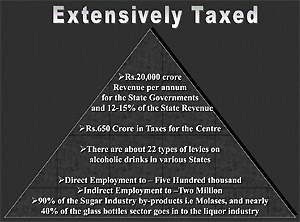 Extensively Taxed
➢Rs.20,000 crore
Revenue per annum
for the State Governments
and 12-15% of the State Revenue
➢Rs.650 Crore in Taxes for the Centre
➢There are about 22 types of levies on
alcoholic drinks in various States
➢Direct Employment to – Five Hundred thousand
➢Indirect Employment to –Two Million
➢90% of the Sugar Industry by-products i.e Molases, and nearly
40% of the glass bottles sector goes in to the liquor industry